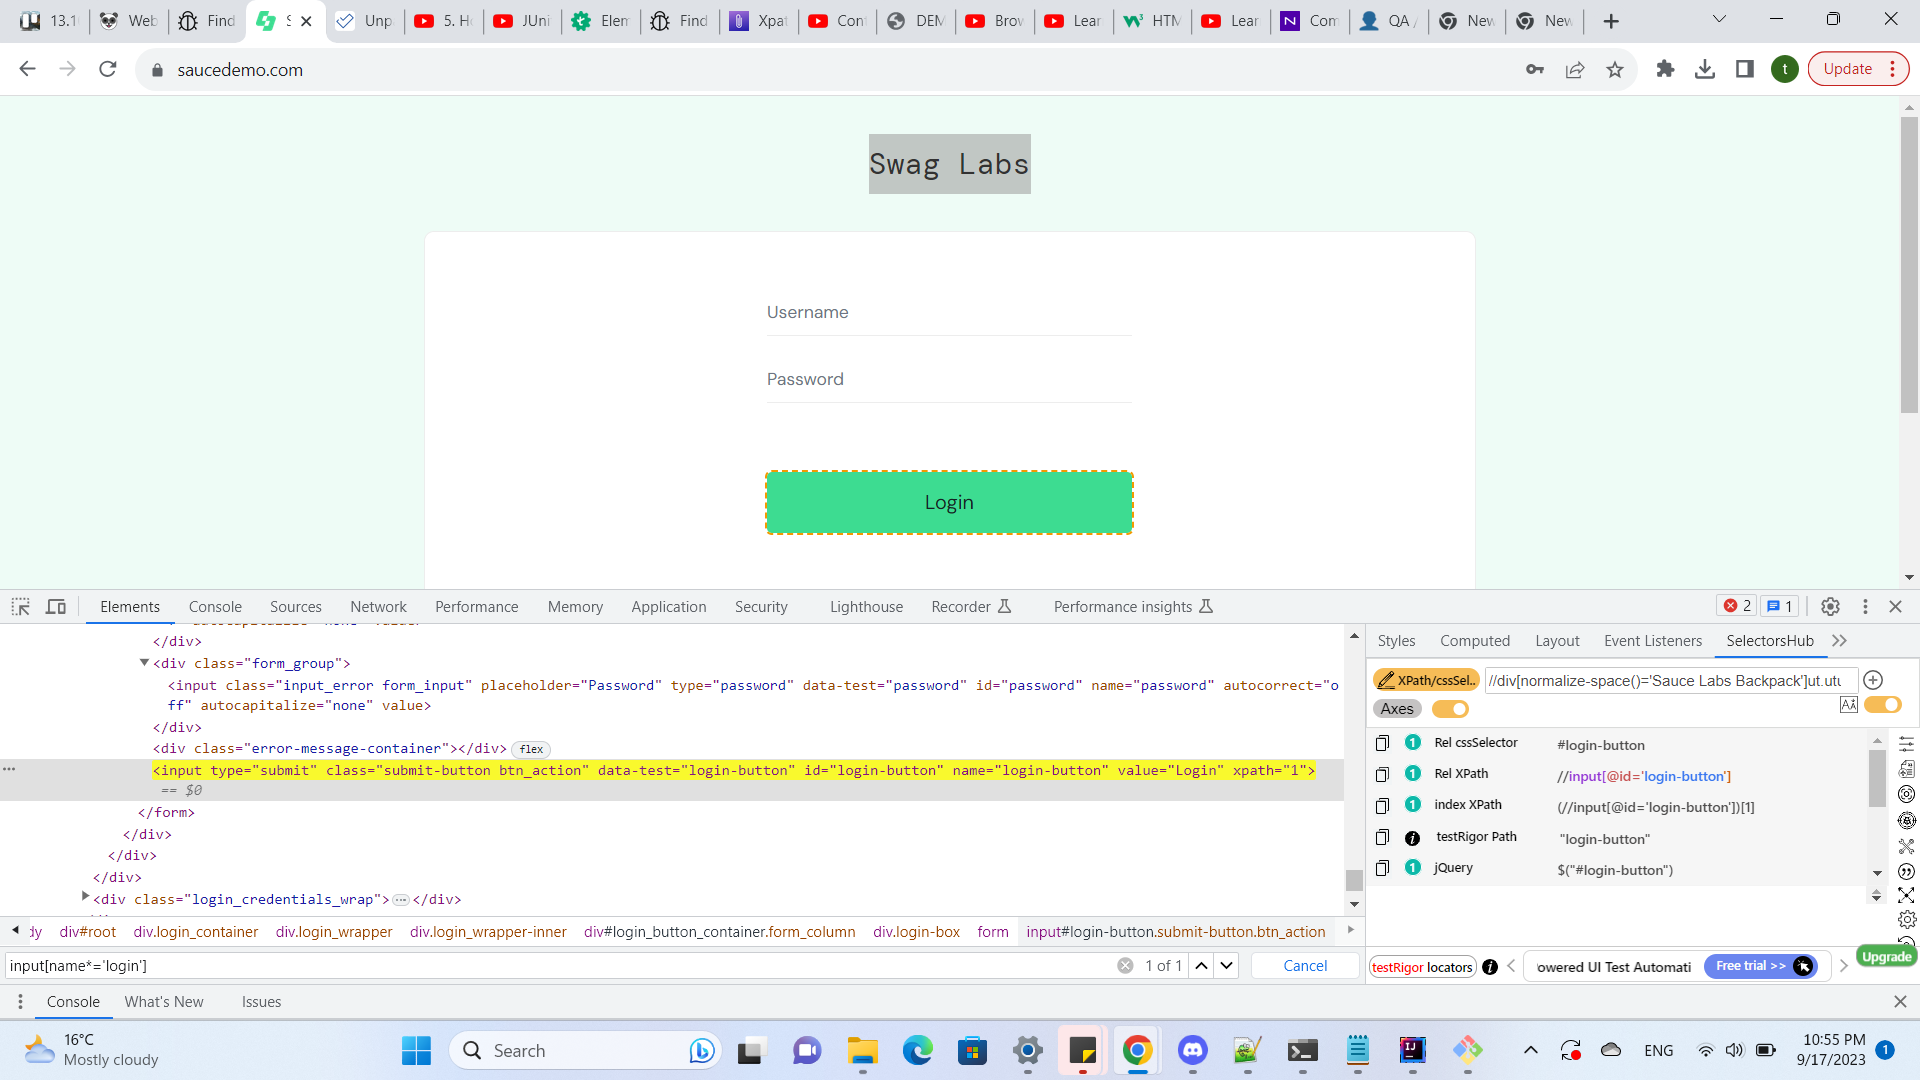 13.1
Web
Find
S
Unp
5. H
JUni
Elem
Find
Xpat
Con
DEM
Brov
Lear
HTM
Lear
Com
QA /
Nev
Nev
saucedemo.com
t
Update
Swag Labs
Username
Password
Login
Elements Console Sources Network Performance Memory Application Security Lighthouse Recorder Performance insights 2 1
</div>
<div class="form_group">
<input class="input_error form_input" placeholder="Password" type="password" data-test="password" id="password" name="password" autocorrect="o
ff" autocapitalize="none" value>
</div>
<div class="error-message-container"></div> flex
<input type="submit" class="submit-button btn_action" data-test="login-button" id="login-button" name="login-button" value="Login" xpath="1">
== $0
</form>
</div>
</div>
</div>
<div class="login_credentials_wrap">…</div>
dy div#root div.login_container div.login_wrapper div.login_wrapper-inner div#login_button_container.form_column div.login-box form input#login-button.submit-button.btn_action
input[name*='login'] 1 of 1 Cancel
Styles Computed Layout Event Listeners SelectorsHub
XPath/cssSel.. //div[normalize-space()='Sauce Labs Backpack']ut.utu
Axes
1 Rel cssSelector #login-button
1 Rel XPath //input[@id='login-button']
1 index XPath (//input[@id='login-button'])[1]
testRigor Path "login-button"
1 jQuery $("#login-button")
testRigor locators owered UI Test Automati Free trial >> Upgrade
Console What's New Issues
16°C
Mostly cloudy
Search
ENG
10:55 PM
9/17/2023
1